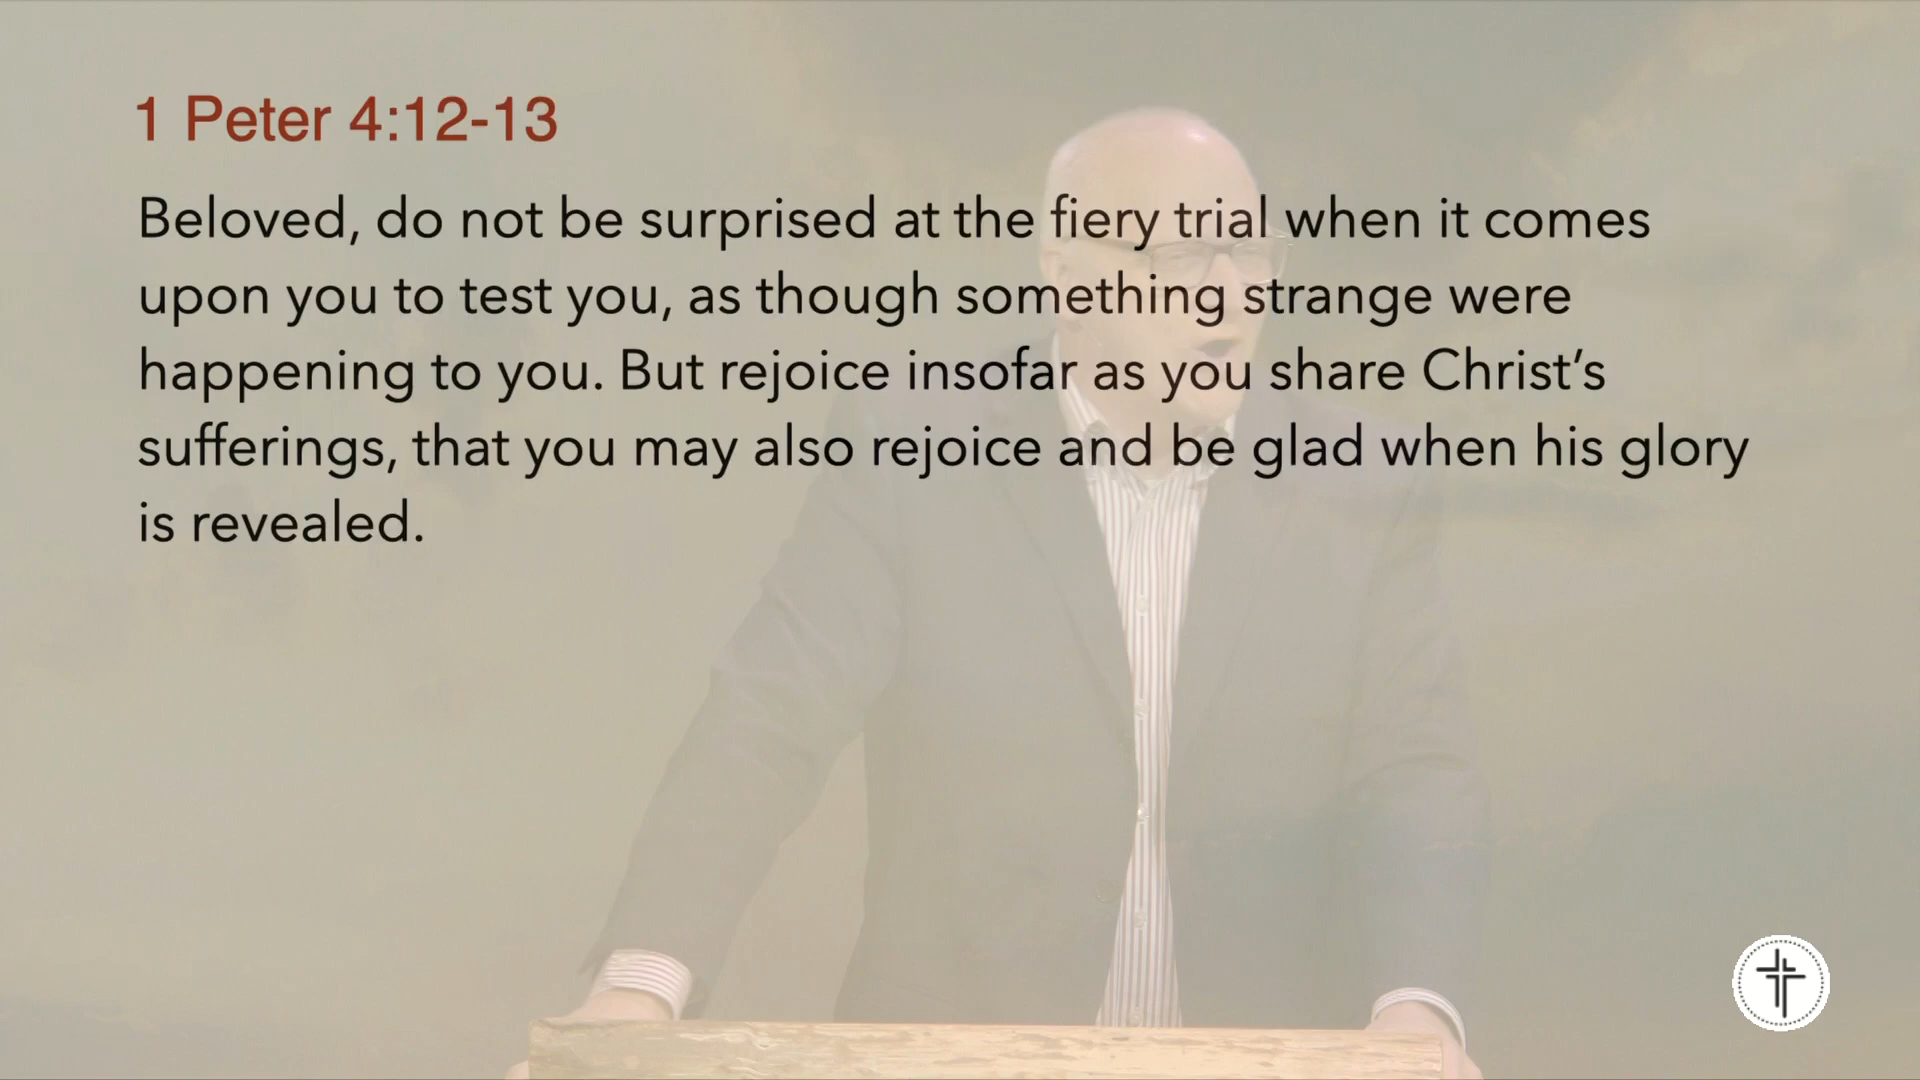 1 Peter 4:12-13
Beloved, do not be surprised at the fiery trial when it comes
upon you to test you, as though something strange were
happening to you. But rejoice insofar as you share Christ’s
sufferings, that you may also rejoice and be glad when his glory
is revealed.